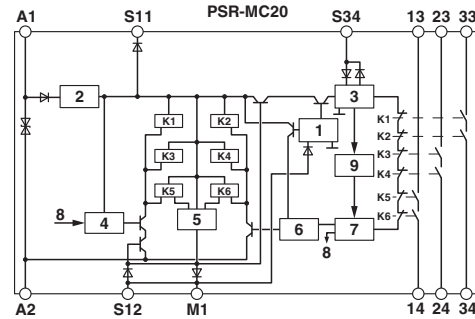 PSR-MC20
A1 S11 S34 13 23 33
2
3
K1 K2
1
K1
K2
K3 K4
K3
9
K4
K5 K6
K5
8
4
5
6
7
K6
8
A2 S12 M1 14 24 34